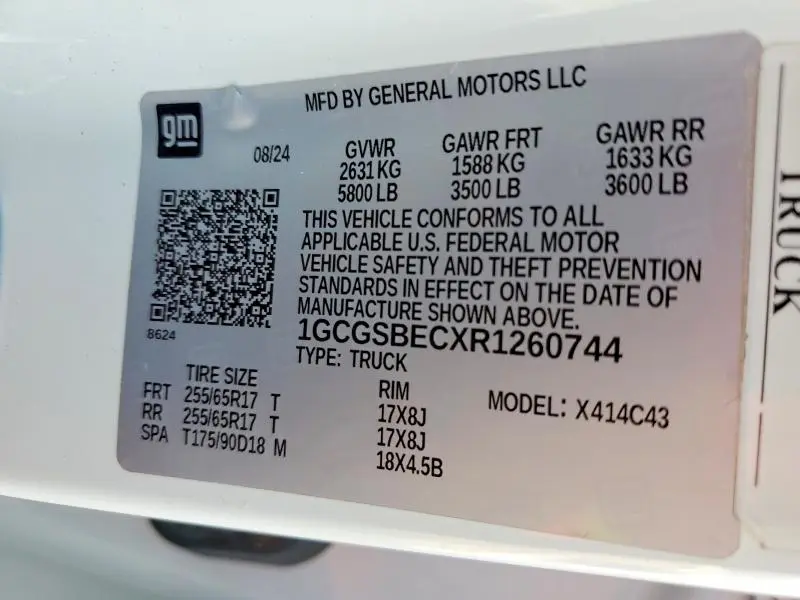 gm
MFD BY GENERAL MOTORS LLC
08/24
GVWR GAWR FRT GAWR RR
2631 KG 1588 KG 1633 KG
5800 LB 3500 LB 3600 LB
THIS VEHICLE CONFORMS TO ALL
APPLICABLE U.S. FEDERAL MOTOR
VEHICLE SAFETY AND THEFT PREVENTION
STANDARDS IN EFFECT ON THE DATE OF
MANUFACTURE SHOWN ABOVE.
8624
1GCGSBECXR1260744
TYPE: TRUCK
TIRE SIZE RIM MODEL: X414C43
FRT 255/65R17 T 17X8J
RR 255/65R17 T 17X8J
SPA T175/90D18 M 18X4.5B
TRUCK